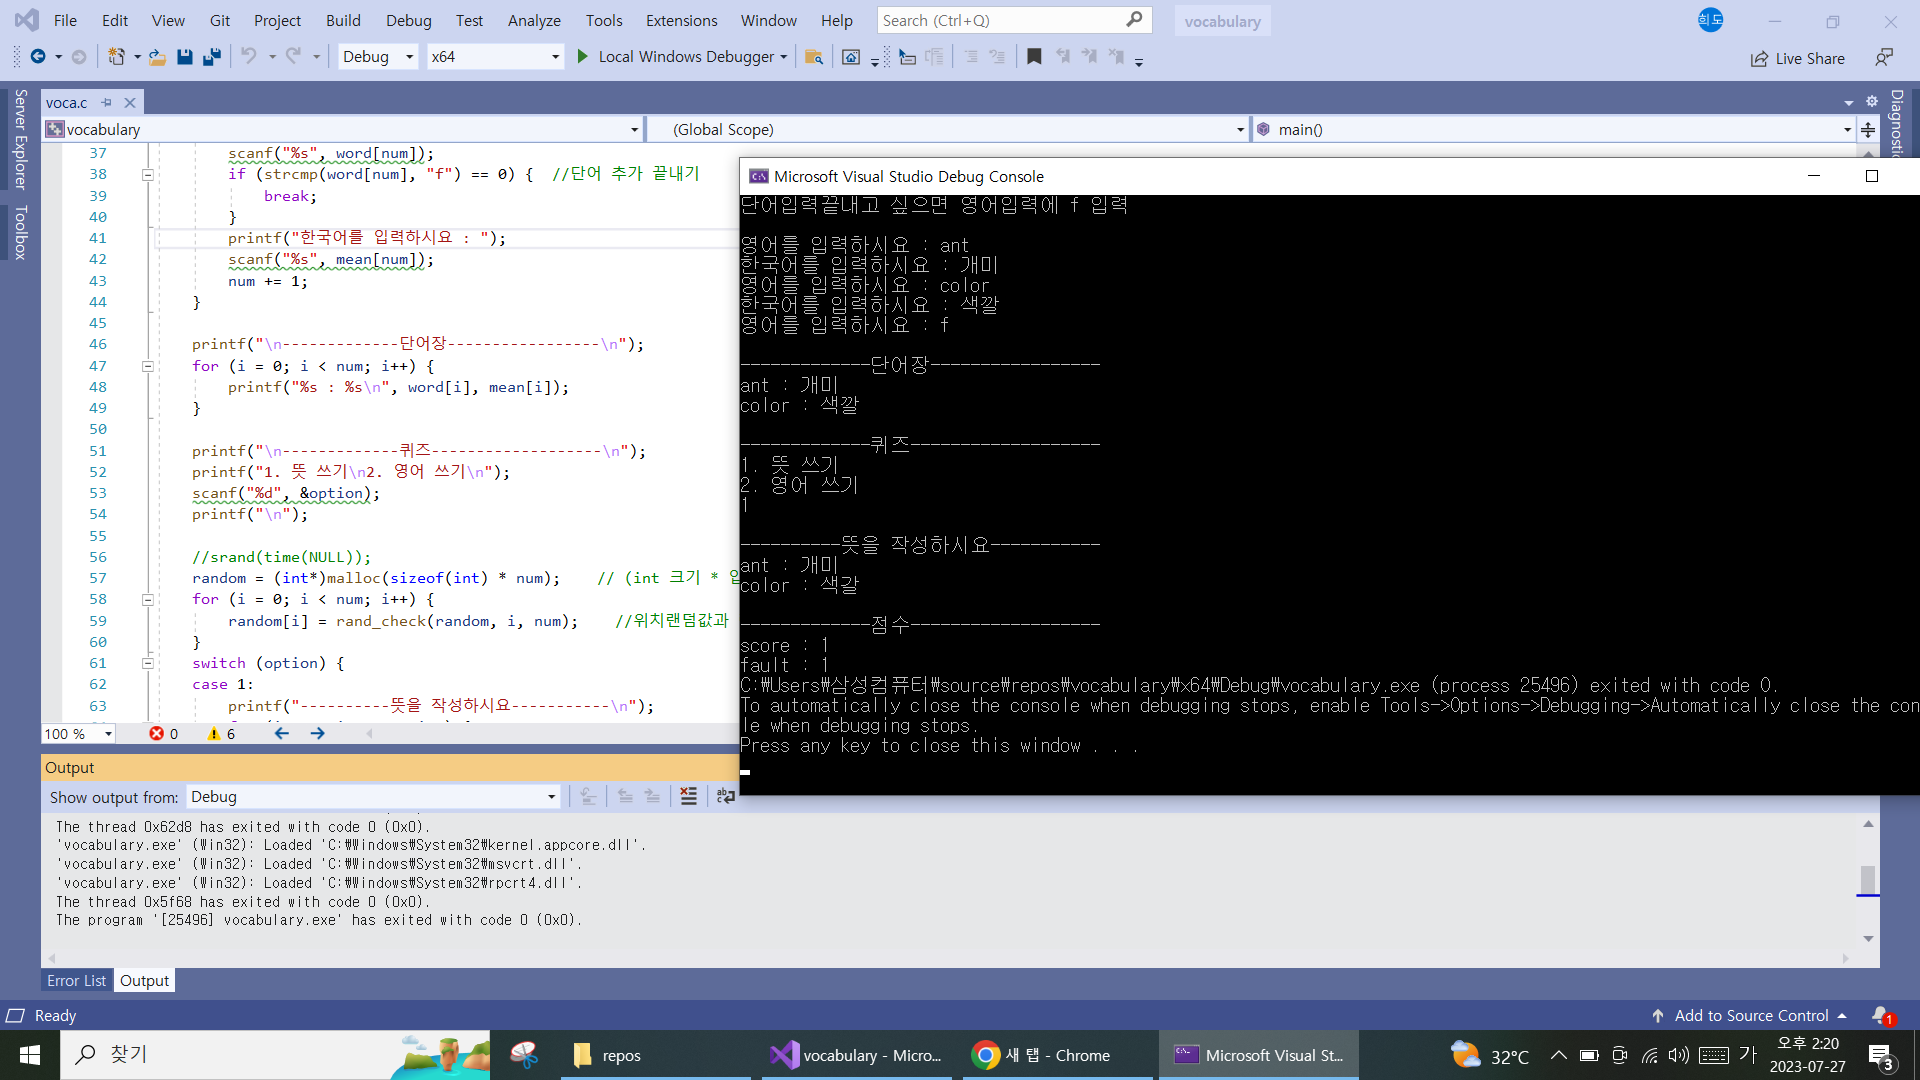 File Edit View Git Project Build Debug Test Analyze Tools Extensions Window Help Search (Ctrl+Q) vocabulary 희도
Debug x64 Local Windows Debugger Live Share
Server Explorer
Toolbox
Diagnostic
voca.c
vocabulary (Global Scope) main()
37 scanf("%s", word[num]);
38 if (strcmp(word[num], "f") == 0) { //단어 추가 끝내기
39 break;
40 }
41 printf("한국어를 입력하시요 : ");
42 scanf("%s", mean[num]);
43 num += 1;
44 }
45
46 printf("\n-------------단어장-----------------\n");
47 for (i = 0; i < num; i++) {
48 printf("%s : %s\n", word[i], mean[i]);
49 }
50
51 printf("\n-------------퀴즈-------------------\n");
52 printf("1. 뜻 쓰기\n2. 영어 쓰기\n");
53 scanf("%d", &option);
54 printf("\n");
55
56 //srand(time(NULL));
57 random = (int*)malloc(sizeof(int) * num); // (int 크기 * 입
58 for (i = 0; i < num; i++) {
59 random[i] = rand_check(random, i, num); //위치랜덤값과
60 }
61 switch (option) {
62 case 1:
63 printf("----------뜻을 작성하시요-----------\n");
100 % 0 6
Microsoft Visual Studio Debug Console
단어입력끝내고 싶으면 영어입력에 f 입력
영어를 입력하시요 : ant
한국어를 입력하시요 : 개미
영어를 입력하시요 : color
한국어를 입력하시요 : 색깔
영어를 입력하시요 : f
-------------단어장-----------------
ant : 개미
color : 색깔
-------------퀴즈-------------------
1. 뜻 쓰기
2. 영어 쓰기
1
----------뜻을 작성하시요-----------
ant : 개미
color : 색갈
-------------점수-------------------
score : 1
fault : 1
C:₩Users₩삼성컴퓨터₩source₩repos₩vocabulary₩x64₩Debug₩vocabulary.exe (process 25496) exited with code 0.
To automatically close the console when debugging stops, enable Tools->Options->Debugging->Automatically close the con
le when debugging stops.
Press any key to close this window . . .
Output
Show output from: Debug
The thread 0x62d8 has exited with code 0 (0x0).
'vocabulary.exe' (Win32): Loaded 'C:₩Windows₩System32₩kernel.appcore.dll'.
'vocabulary.exe' (Win32): Loaded 'C:₩Windows₩System32₩msvcrt.dll'.
'vocabulary.exe' (Win32): Loaded 'C:₩Windows₩System32₩rpcrt4.dll'.
The thread 0x5f68 has exited with code 0 (0x0).
The program '[25496] vocabulary.exe' has exited with code 0 (0x0).
Error List Output
Ready Add to Source Control 1
찾기 repos vocabulary - Micro... 새 탭 - Chrome Microsoft Visual St... 32°C 가 오후 2:20
2023-07-27 3